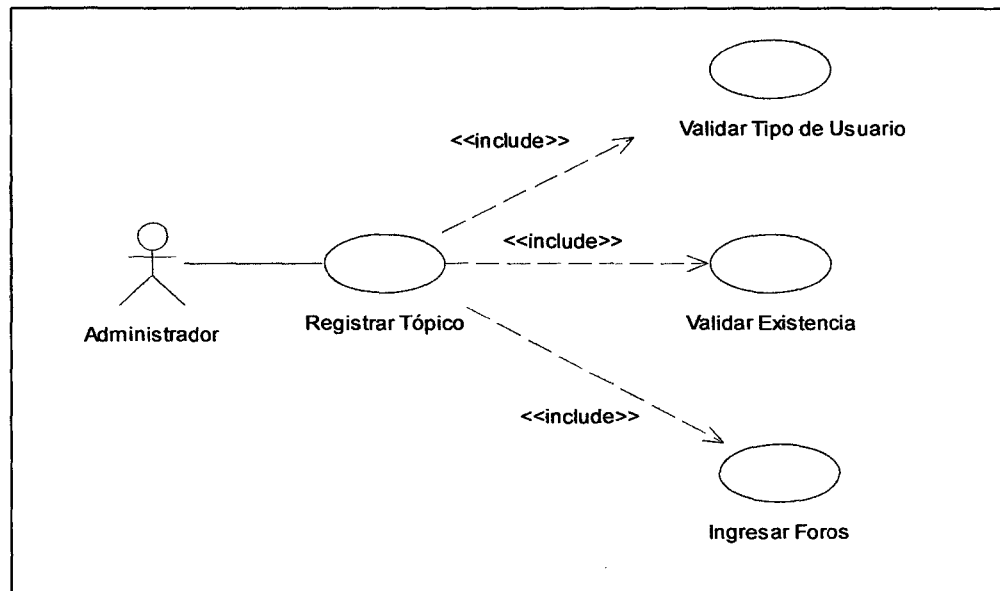 Validar Tipo de Usuario
<<include>>
<<include>>
Administrador
Registrar Tópico
Validar Existencia
<<include>>
Ingresar Foros